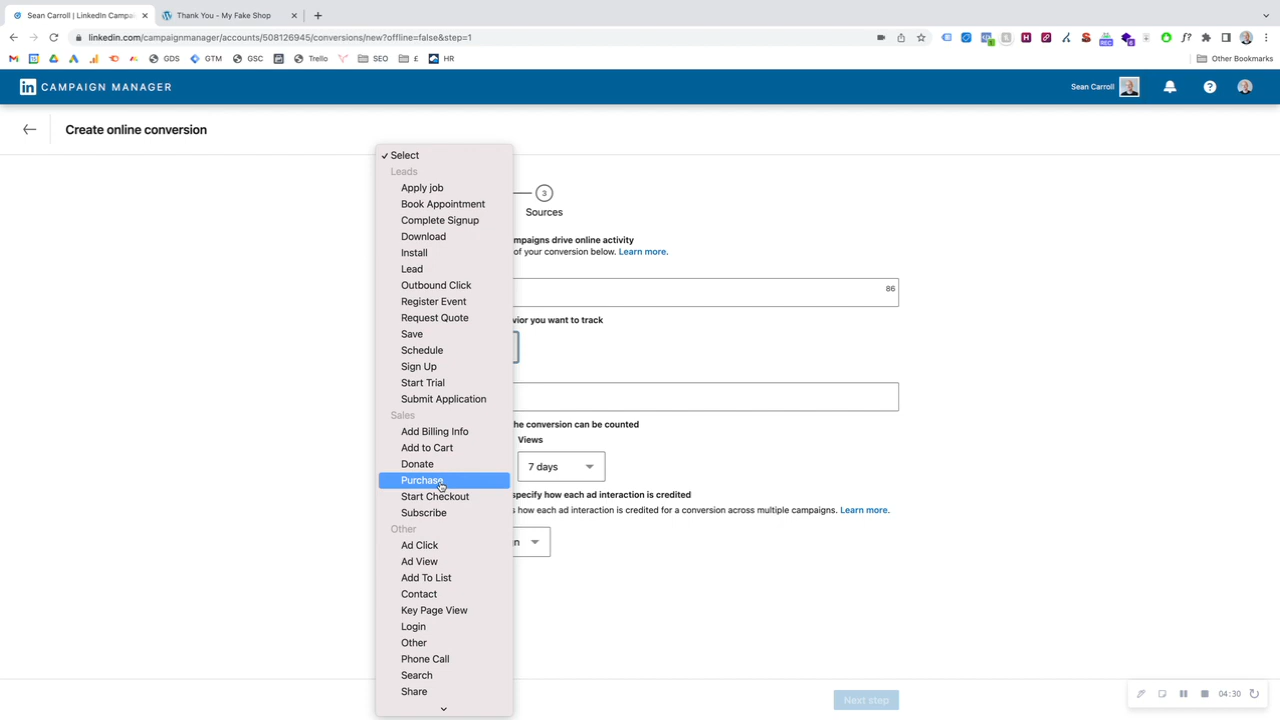 Sean Carroll | LinkedIn Campai
Thank You - My Fake Shop
linkedin.com/campaignmanager/accounts/508126945/conversions/new?offline=false&step=1
GDS
GTM
GSC
Trello
SEO
£
HR
Other Bookmarks
in CAMPAIGN MANAGER
Sean Carroll
Create online conversion
✓ Select
Leads
Apply job
Book Appointment
Complete Signup
Download
Install
Lead
Outbound Click
Register Event
Request Quote
Save
Schedule
Sign Up
Start Trial
Submit Application
Sales
Add Billing Info
Add to Cart
Donate
Purchase
Start Checkout
Subscribe
Other
Ad Click
Ad View
Add To List
Contact
Key Page View
Login
Other
Phone Call
Search
Share
3
Sources
mpaigns drive online activity
of your conversion below. Learn more.
86
vior you want to track
he conversion can be counted
Views
7 days
specify how each ad interaction is credited
s how each ad interaction is credited for a conversion across multiple campaigns. Learn more.
n
Next step
04:30